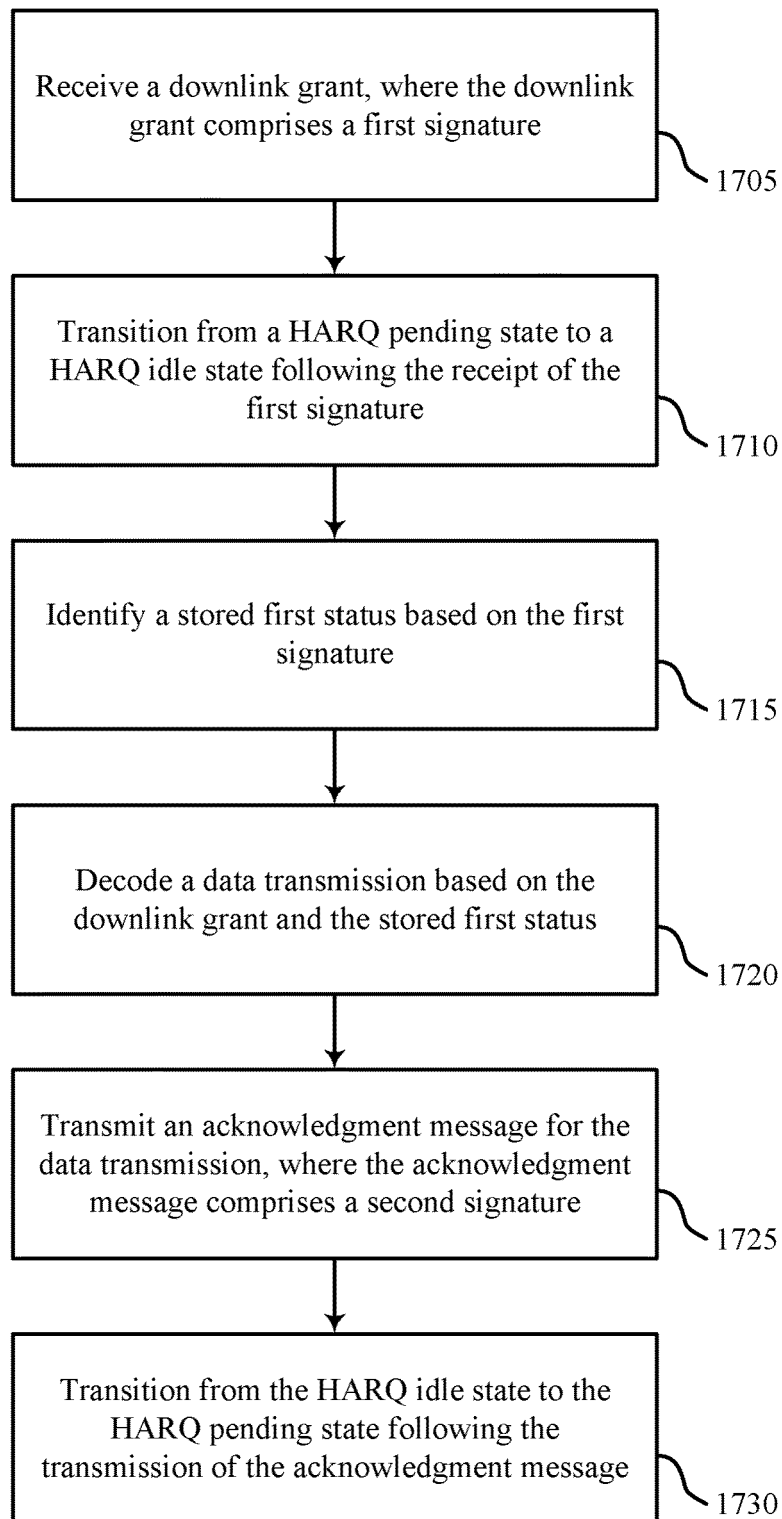 Receive a downlink grant, where the downlink
grant comprises a first signature
1705
Transition from a HARQ pending state to a
HARQ idle state following the receipt of the
first signature
1710
Identify a stored first status based on the first
signature
1715
Decode a data transmission based on the
downlink grant and the stored first status
1720
Transmit an acknowledgment message for the
data transmission, where the acknowledgment
message comprises a second signature
1725
Transition from the HARQ idle state to the
HARQ pending state following the
transmission of the acknowledgment message
1730